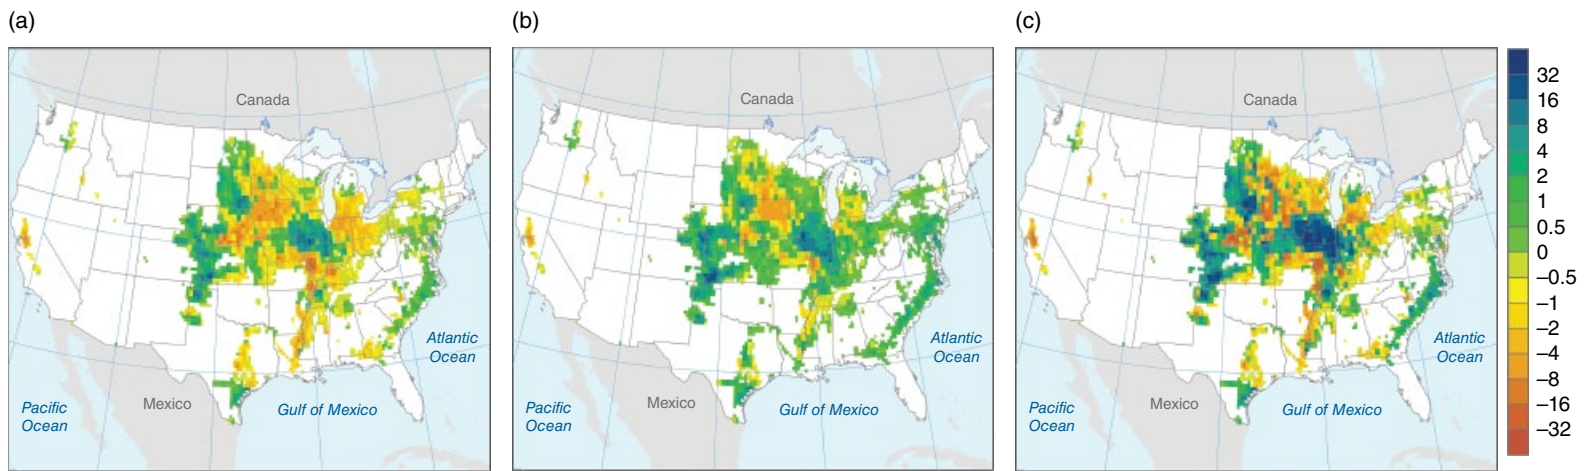 (a)
(b)
(c)
Canada
Atlantic
Ocean
Pacific
Ocean
Mexico
Gulf of Mexico
Canada
Atlantic
Ocean
Pacific
Ocean
Mexico
Gulf of Mexico
Canada
Atlantic
Ocean
Pacific
Ocean
Mexico
Gulf of Mexico
32
16
8
4
2
1
0.5
0
–0.5
–1
–2
–4
–8
–16
–32